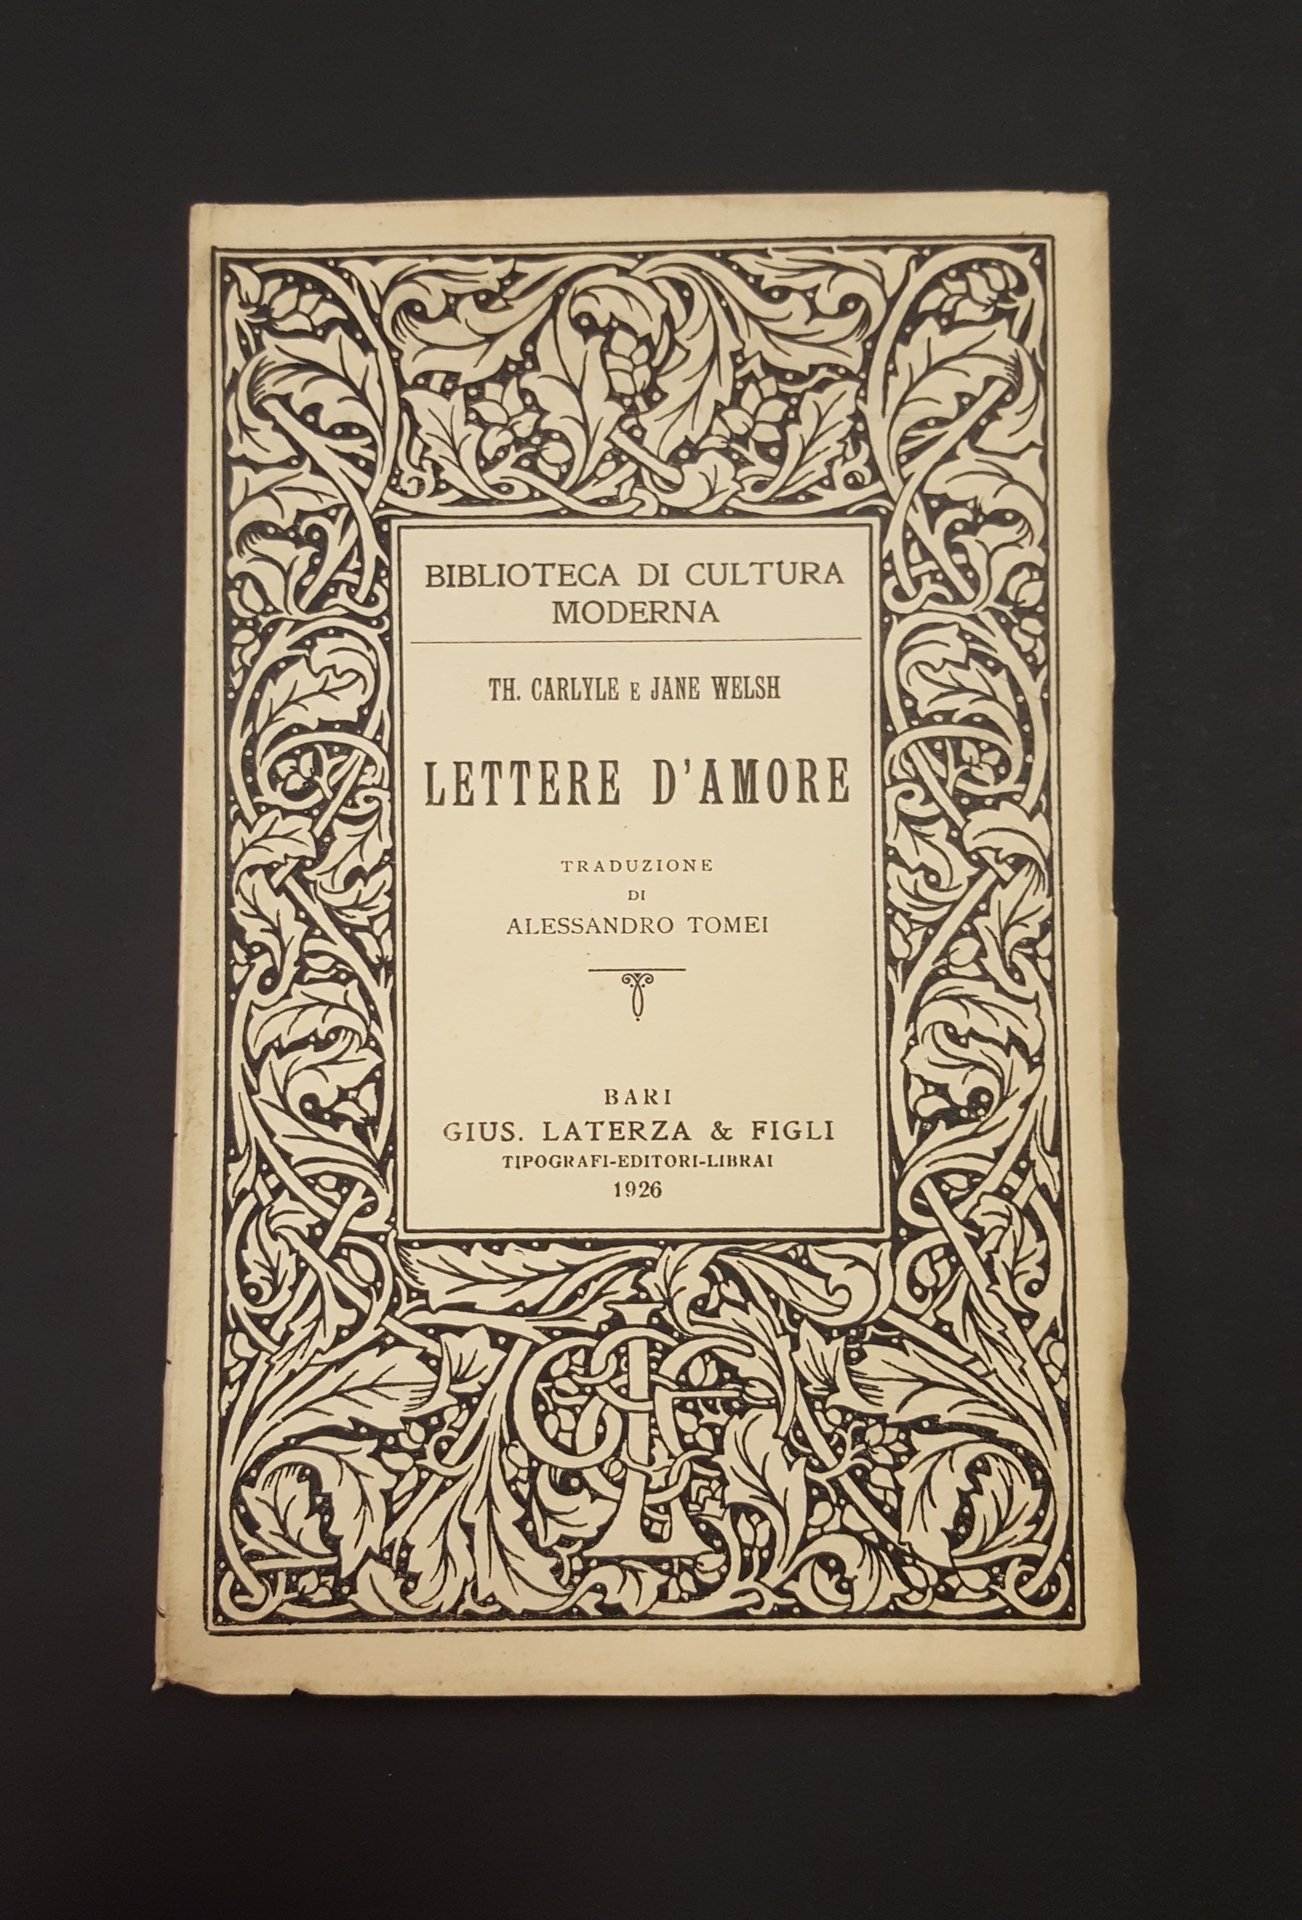 BIBLIOTECA DI CULTURA
MODERNA
TH. CARLYLE E JANE WELSH
LETTERE D'AMORE
TRADUZIONE
DI
ALESSANDRO TOMEI
BARI
GIUS. LATERZA & FIGLI
TIPOGRAFI-EDITORI-LIBRAI
1926